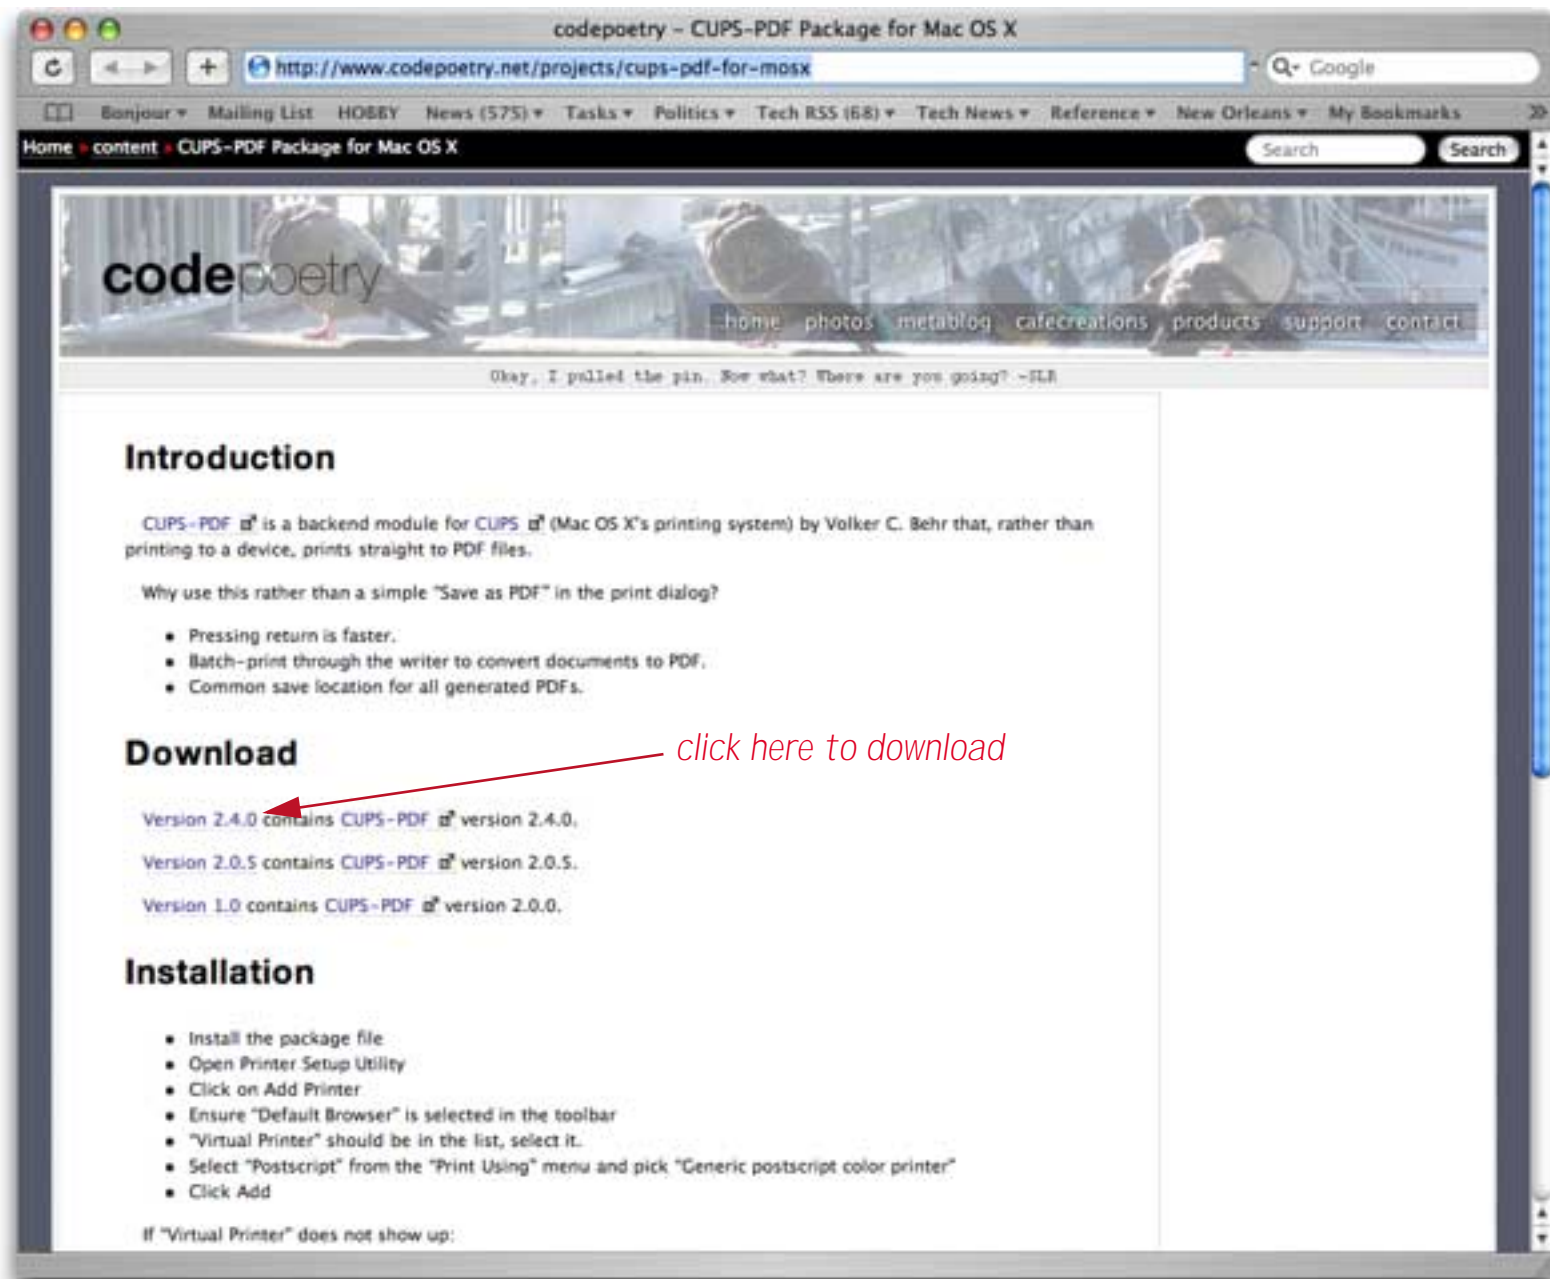 codepoetry – CUPS-PDF Package for Mac OS X
http://www.codepoetry.net/projects/cups-pdf-for-mosx
Google
Bonjour Mailing List HOBBY News (575) Tasks Politics Tech RSS (68) Tech News Reference New Orleans My Bookmarks
Home » content » CUPS-PDF Package for Mac OS X
Search Search
codepoetry
home photos metablog cafecreations products support contact
Okay, I pulled the pin. Now what? Where are you going? -SLR
Introduction
CUPS-PDF is a backend module for CUPS (Mac OS X's printing system) by Volker C. Behr that, rather than
printing to a device, prints straight to PDF files.
Why use this rather than a simple "Save as PDF" in the print dialog?
• Pressing return is faster.
• Batch-print through the writer to convert documents to PDF.
• Common save location for all generated PDFs.
Download
click here to download
Version 2.4.0 contains CUPS-PDF version 2.4.0.
Version 2.0.5 contains CUPS-PDF version 2.0.5.
Version 1.0 contains CUPS-PDF version 2.0.0.
Installation
• Install the package file
• Open Printer Setup Utility
• Click on Add Printer
• Ensure "Default Browser" is selected in the toolbar
• "Virtual Printer" should be in the list, select it.
• Select "Postscript" from the "Print Using" menu and pick "Generic postscript color printer"
• Click Add
If "Virtual Printer" does not show up: